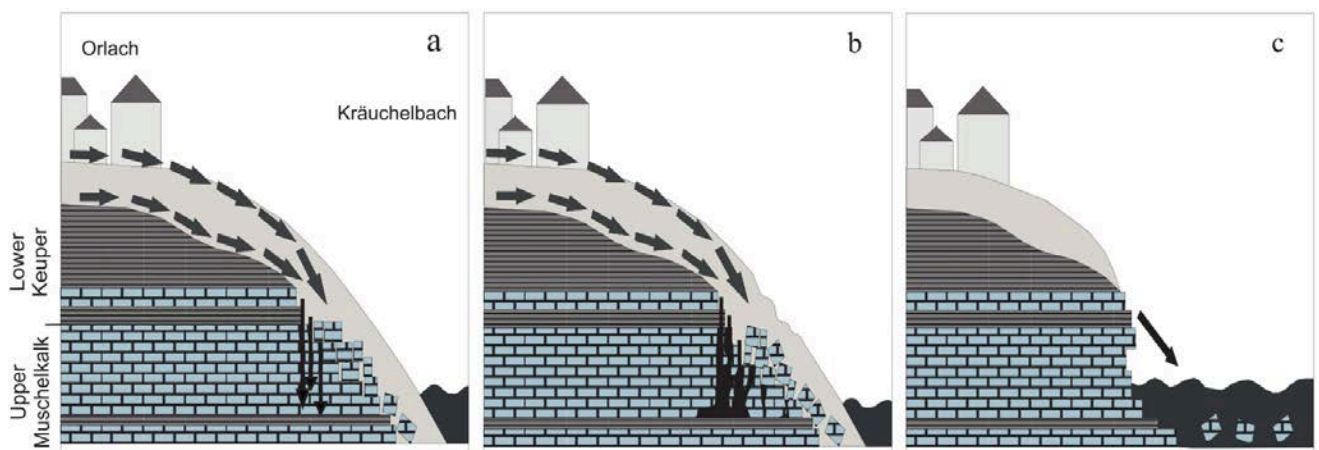 a
Orlach
Kräuchelbach
b
c
Lower
Keuper
Upper
Muschelkalk